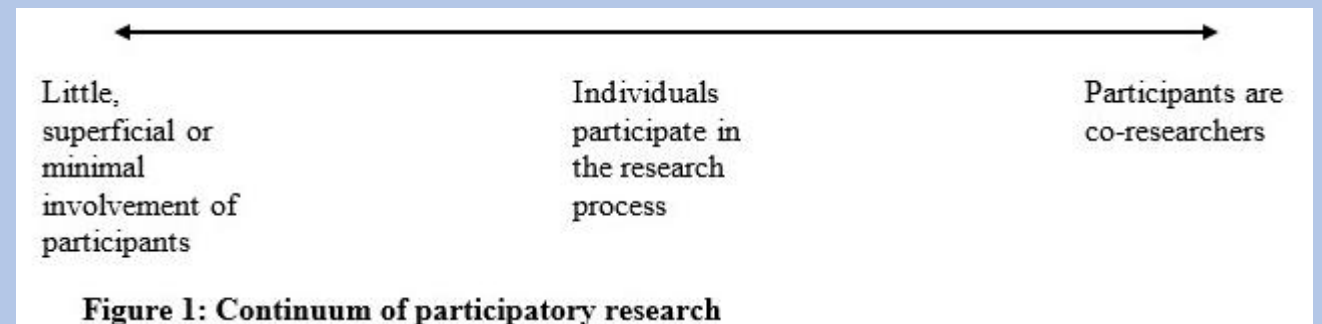 Little,
superficial or
minimal
involvement of
participants
Individuals
participate in
the research
process
Participants are
co-researchers
Figure 1: Continuum of participatory research